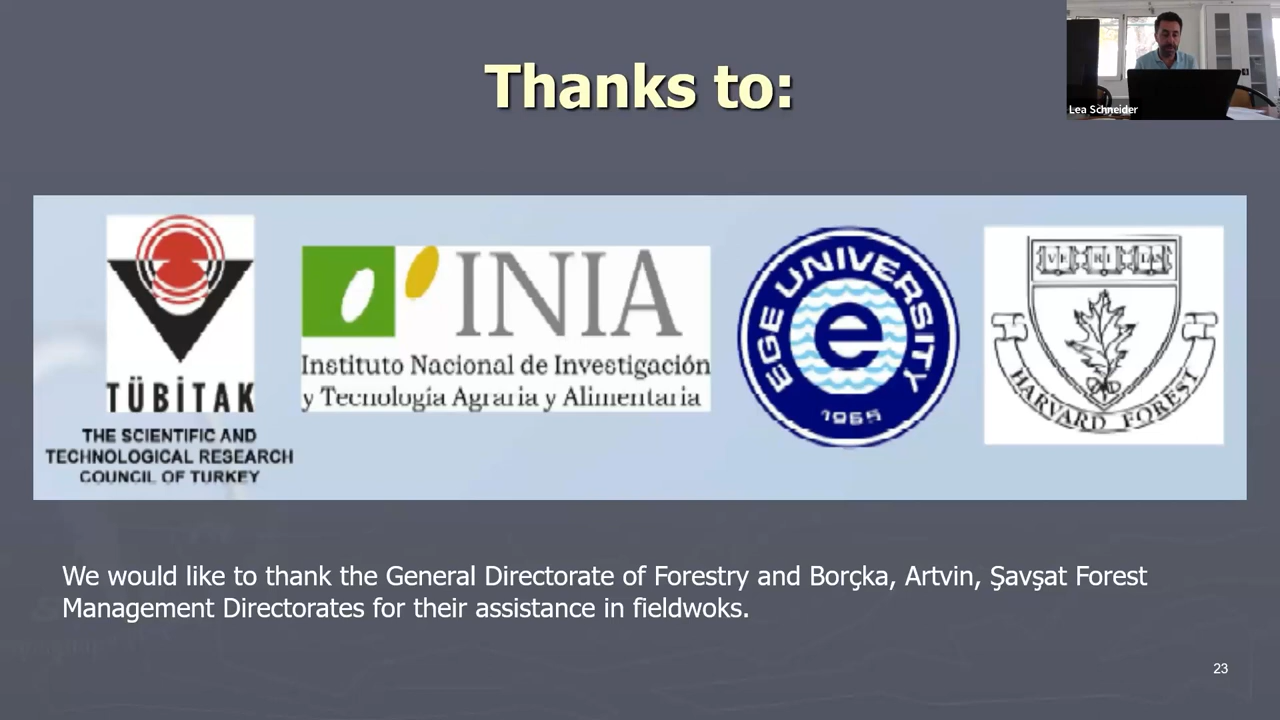 Thanks to:
Lea Schneider
TÜBİTAK
THE SCIENTIFIC AND
TECHNOLOGICAL RESEARCH
COUNCIL OF TURKEY
INIA
Instituto Nacional de Investigación
y Tecnología Agraria y Alimentaria
EGE UNIVERSITY
e
1955
VE RI TAS
HARVARD FOREST
We would like to thank the General Directorate of Forestry and Borçka, Artvin, Şavşat Forest
Management Directorates for their assistance in fieldwoks.
23